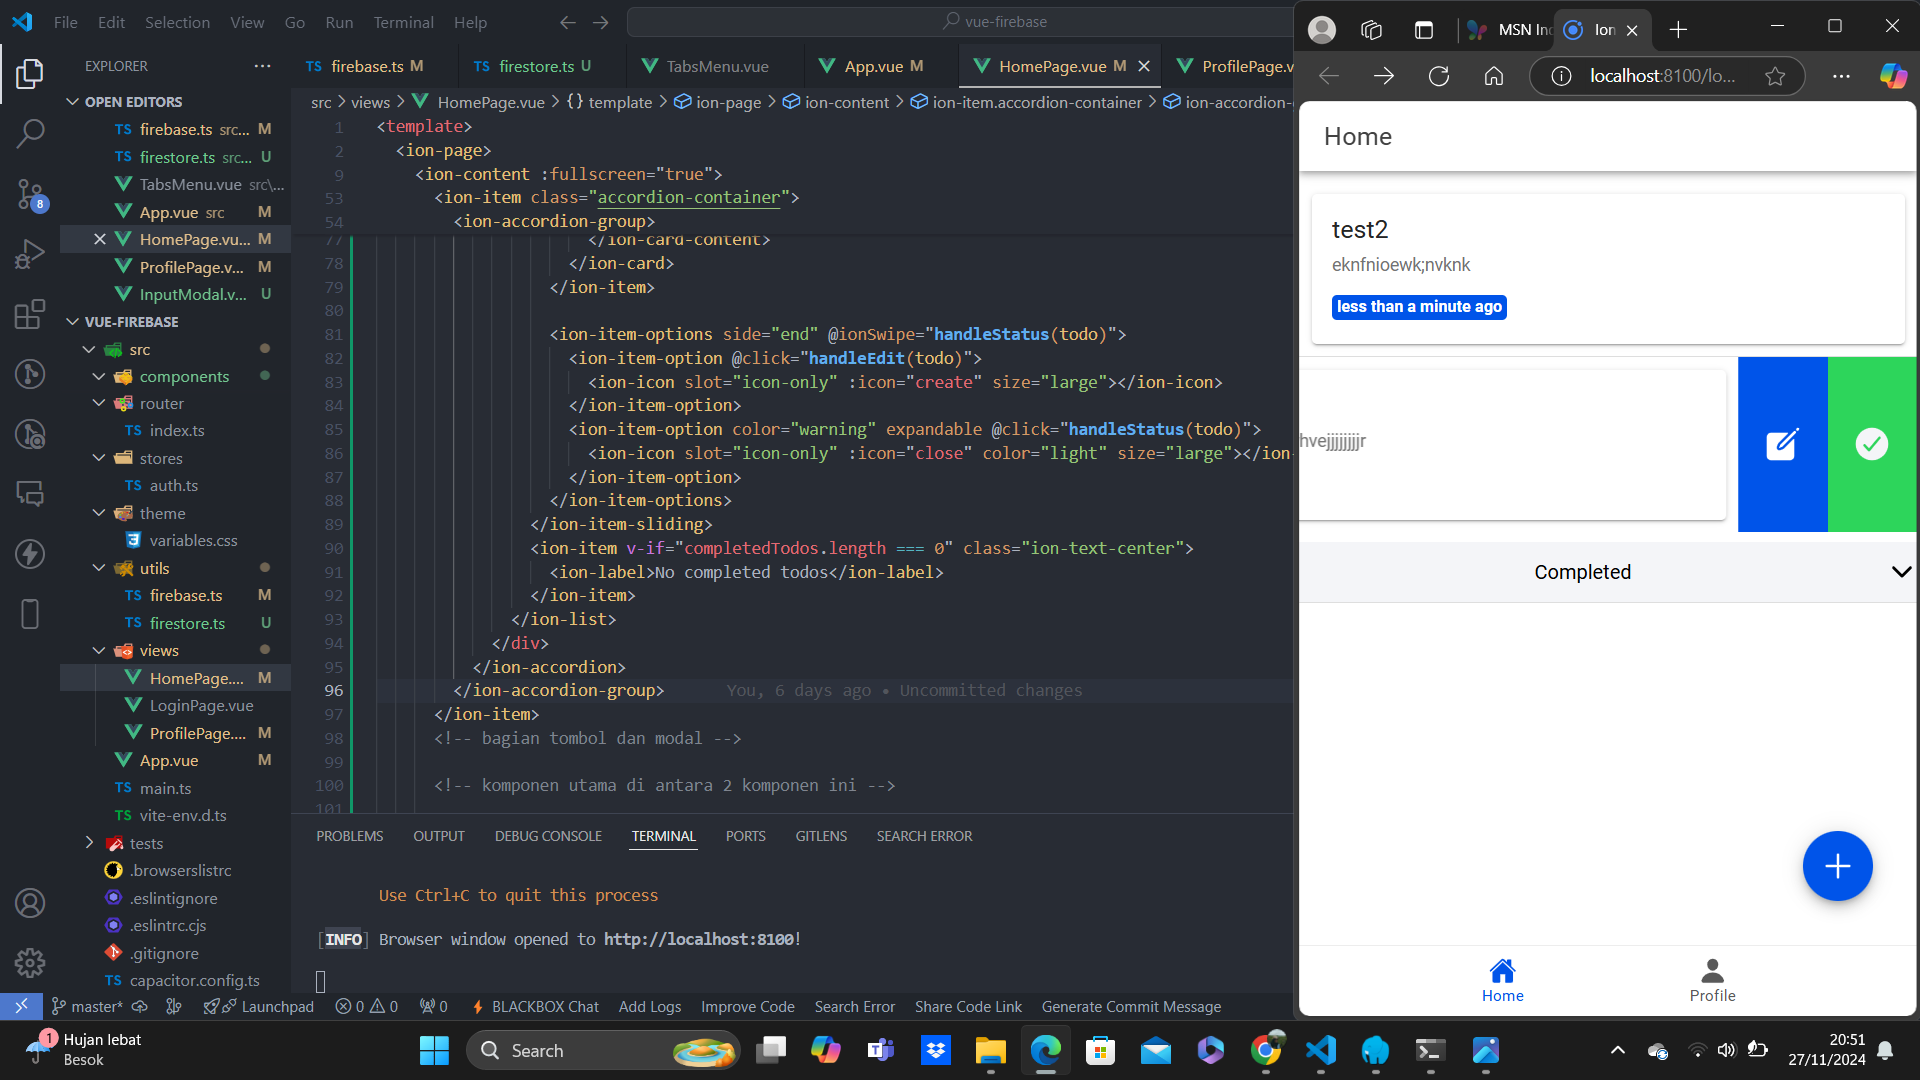 File Edit Selection View Go Run Terminal Help
vue-firebase
EXPLORER
OPEN EDITORS
TS firebase.ts src... M
TS firestore.ts src... U
TabsMenu.vue src\...
App.vue src M
HomePage.vu... M
ProfilePage.v... M
InputModal.v... U
VUE-FIREBASE
src
components
router
TS index.ts
stores
TS auth.ts
theme
variables.css
utils
TS firebase.ts M
TS firestore.ts U
views
HomePage.... M
LoginPage.vue
ProfilePage.... M
App.vue M
TS main.ts
TS vite-env.d.ts
tests
.browserslistrc
.eslintignore
.eslintrc.cjs
.gitignore
TS capacitor.config.ts
8
TS firebase.ts M TS firestore.ts U TabsMenu.vue App.vue M HomePage.vue M ProfilePage.v
src > views > HomePage.vue > {} template > ion-page > ion-content > ion-item.accordion-container > ion-accordion-
1 <template>
2 <ion-page>
9 <ion-content :fullscreen="true">
53 <ion-item class="accordion-container">
54 <ion-accordion-group>
77 </ion-card-content>
78 </ion-card>
79 </ion-item>
80
81 <ion-item-options side="end" @ionSwipe="handleStatus(todo)">
82 <ion-item-option @click="handleEdit(todo)">
83 <ion-icon slot="icon-only" :icon="create" size="large"></ion-icon>
84 </ion-item-option>
85 <ion-item-option color="warning" expandable @click="handleStatus(todo)">
86 <ion-icon slot="icon-only" :icon="close" color="light" size="large"></ion-
87 </ion-item-option>
88 </ion-item-options>
89 </ion-item-sliding>
90 <ion-item v-if="completedTodos.length === 0" class="ion-text-center">
91 <ion-label>No completed todos</ion-label>
92 </ion-item>
93 </ion-list>
94 </div>
95 </ion-accordion>
96 </ion-accordion-group> You, 6 days ago • Uncommitted changes
97 </ion-item>
98 <!-- bagian tombol dan modal -->
99
100 <!-- komponen utama di antara 2 komponen ini -->
101
PROBLEMS OUTPUT DEBUG CONSOLE TERMINAL PORTS GITLENS SEARCH ERROR
Use Ctrl+C to quit this process
[INFO] Browser window opened to http://localhost:8100!
master* Launchpad 0 0 0 BLACKBOX Chat Add Logs Improve Code Search Error Share Code Link Generate Commit Message
MSN Inc
Ion
localhost:8100/lo...
Home
test2
eknfnioewk;nvknk
less than a minute ago
hvejjjjjjjjr
Completed
Home
Profile
1
Hujan lebat
Besok
Search
20:51
27/11/2024